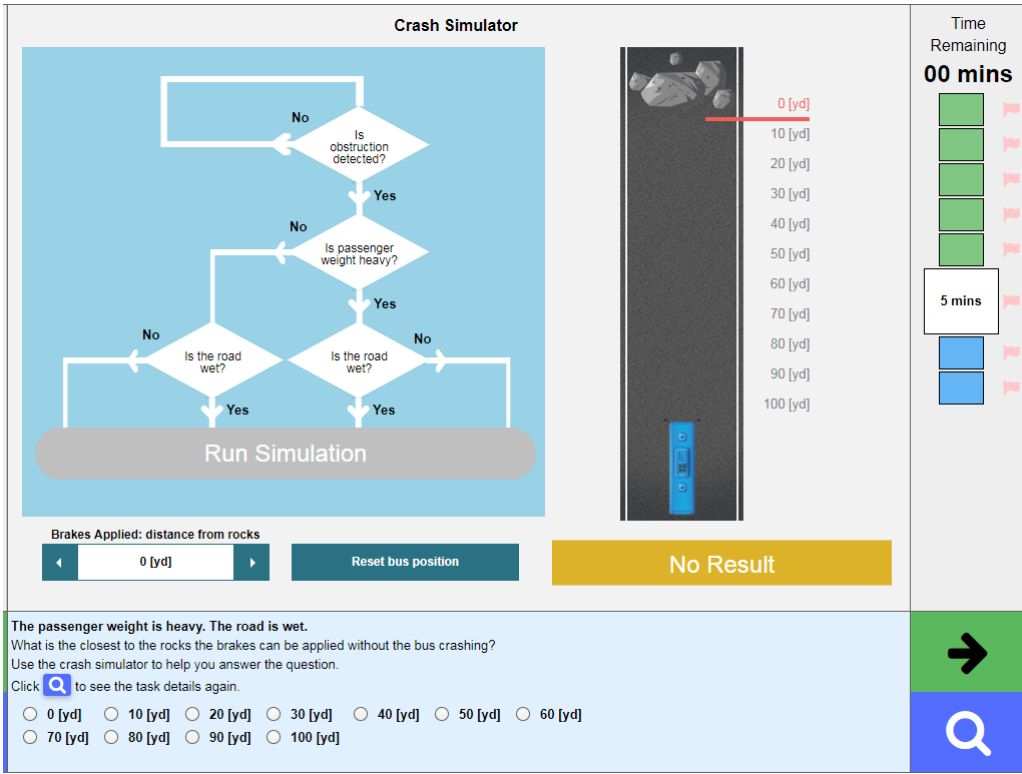 Crash Simulator
Time
Remaining
00 mins
5 mins
No
Is
obstruction
detected?
Yes
No
Is passenger
weight heavy?
Yes
No
Is the road
wet?
Is the road
wet?
No
Yes
Yes
Run Simulation
0 [yd]
10 [yd]
20 [yd]
30 [yd]
40 [yd]
50 [yd]
60 [yd]
70 [yd]
80 [yd]
90 [yd]
100 [yd]
Brakes Applied: distance from rocks
0 [yd]
Reset bus position
No Result
The passenger weight is heavy. The road is wet.
What is the closest to the rocks the brakes can be applied without the bus crashing?
Use the crash simulator to help you answer the question.
Click to see the task details again.
0 [yd] 10 [yd] 20 [yd] 30 [yd] 40 [yd] 50 [yd] 60 [yd]
70 [yd] 80 [yd] 90 [yd] 100 [yd]